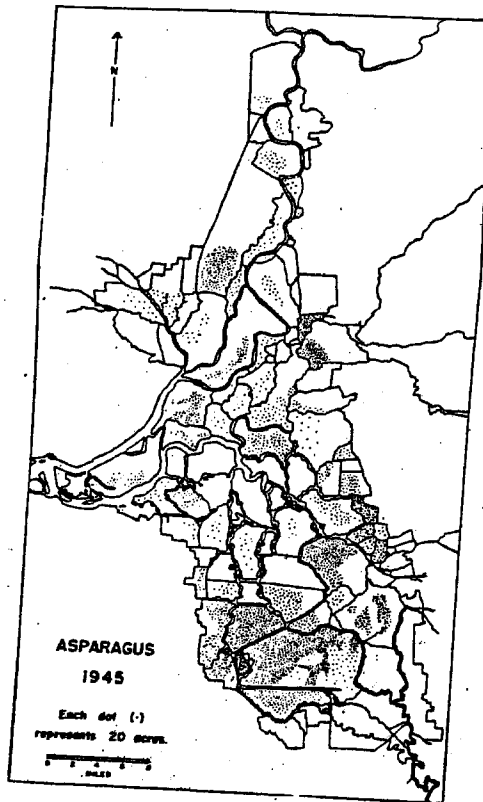 N
ASPARAGUS
1945
Each dot (·)
represents 20 acres.
MILES